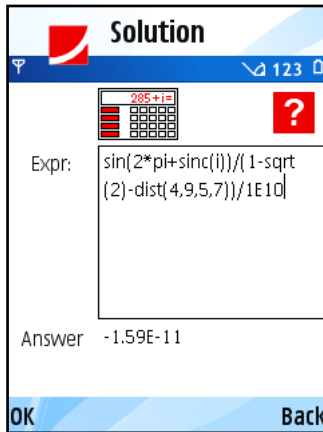 Solution
123
285+i=
?
Expr:
sin(2*pi+sinc(i))/(1-sqrt
(2)-dist(4,9,5,7))/1E10
Answer -1.59E-11
OK Back